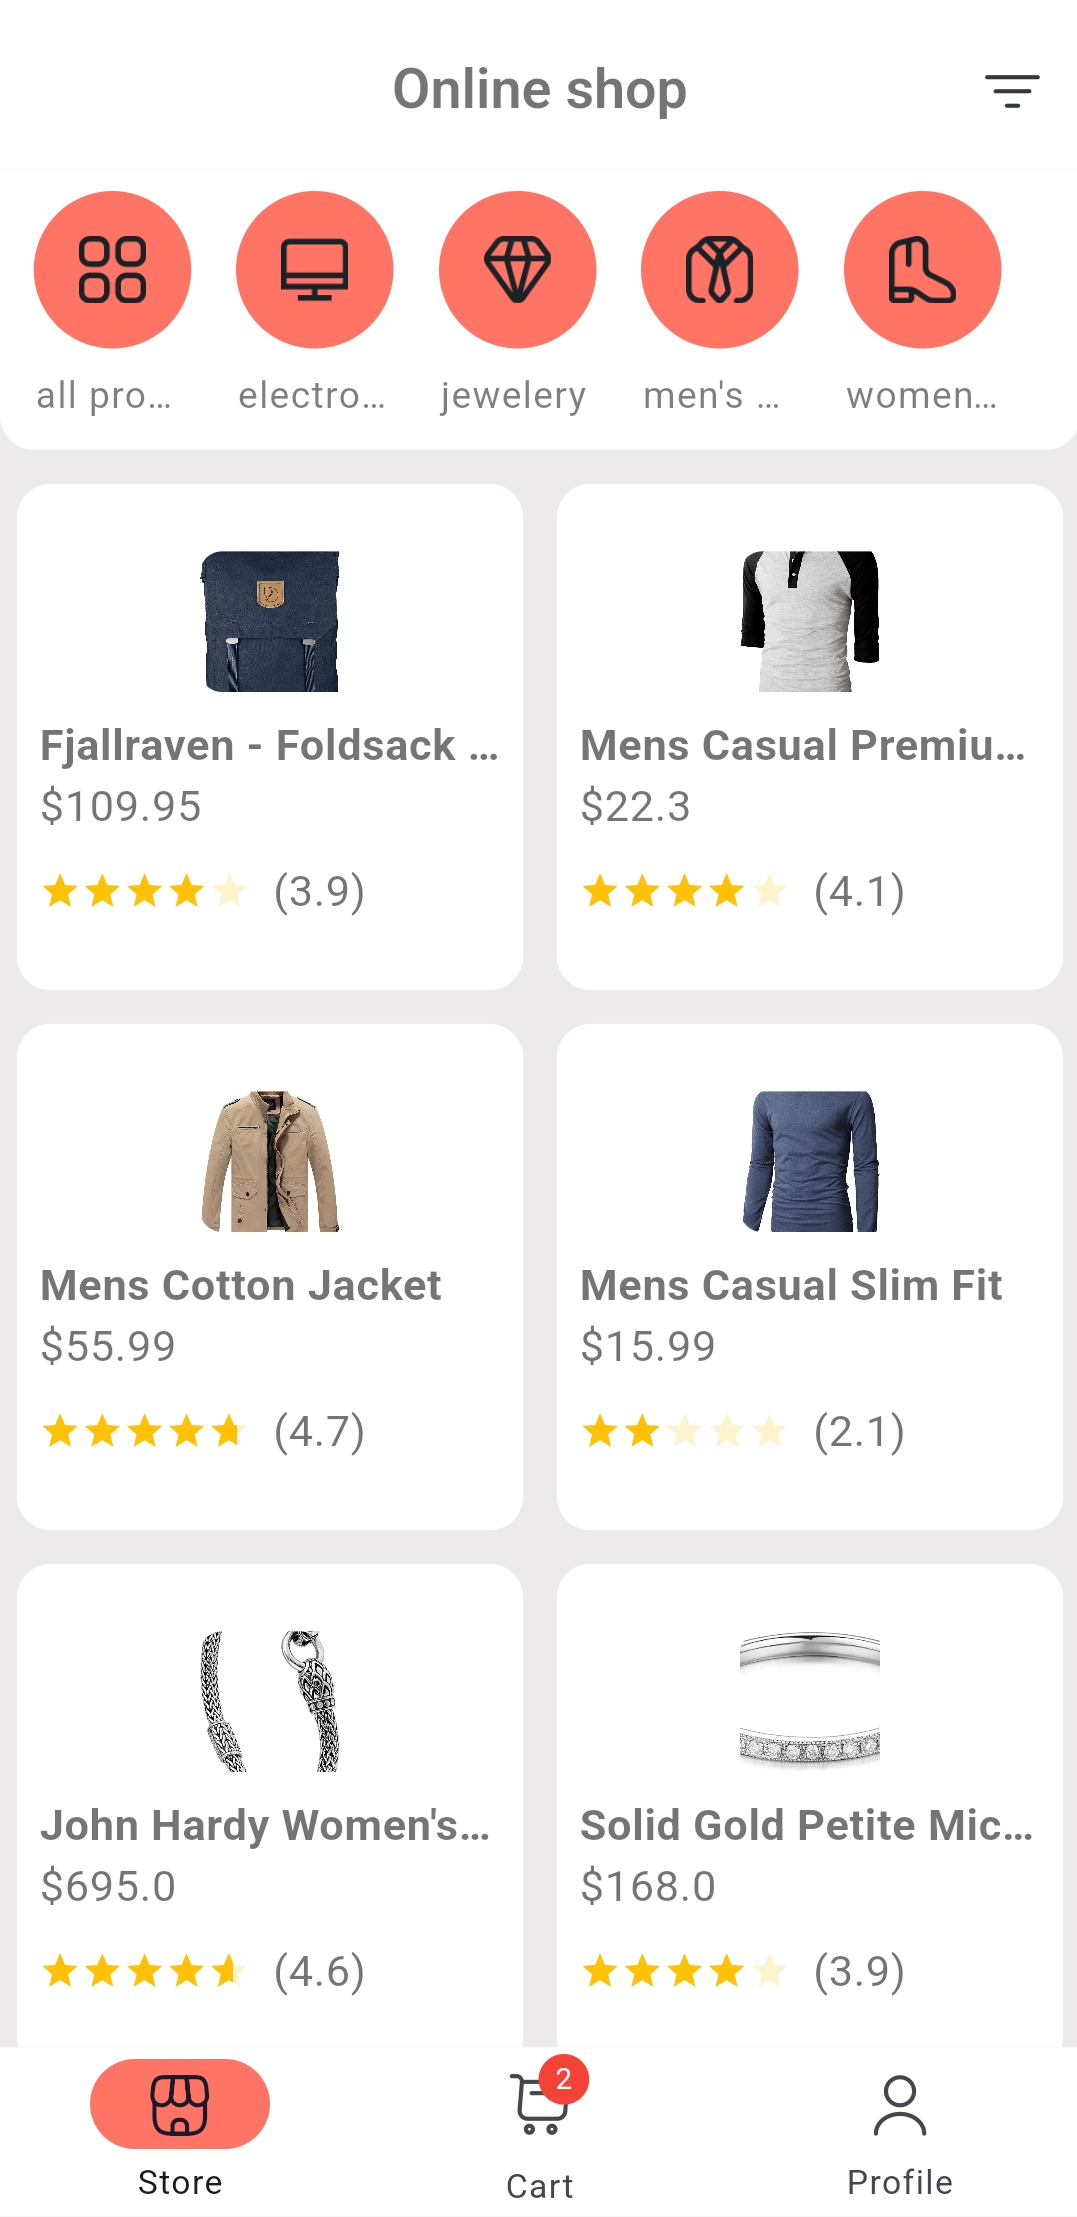 Online shop
all pro...
electro...
jewelery
men's ...
women...
Fjallraven - Foldsack ...
$109.95
(3.9)
Mens Casual Premiu...
$22.3
(4.1)
Mens Cotton Jacket
$55.99
(4.7)
Mens Casual Slim Fit
$15.99
(2.1)
John Hardy Women's...
$695.0
(4.6)
Solid Gold Petite Mic...
$168.0
(3.9)
Store
2
Cart
Profile